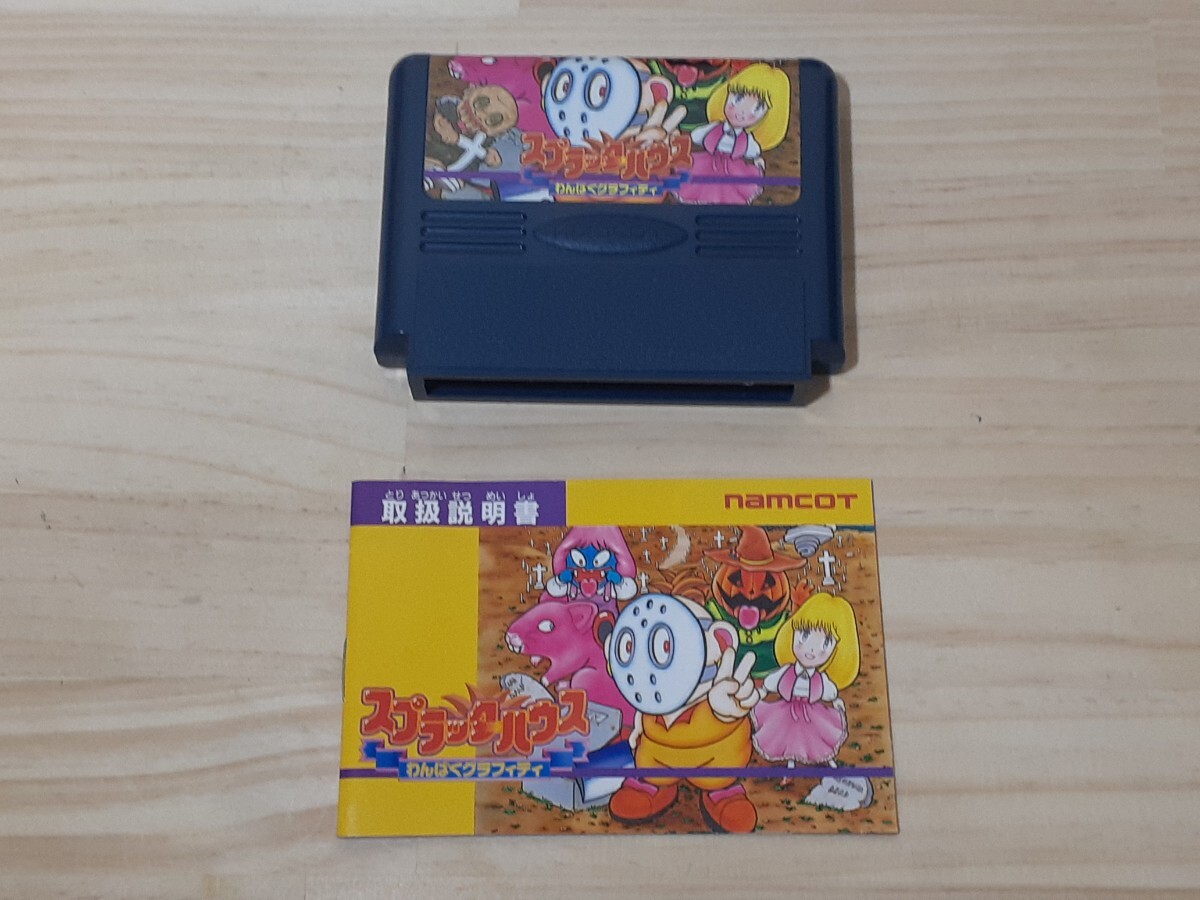 スプラッターハウス
わんぱくグラフィティ
とり あつかい せつ めい しょ
取扱説明書
namcot
スプラッターハウス
わんぱくグラフィティ